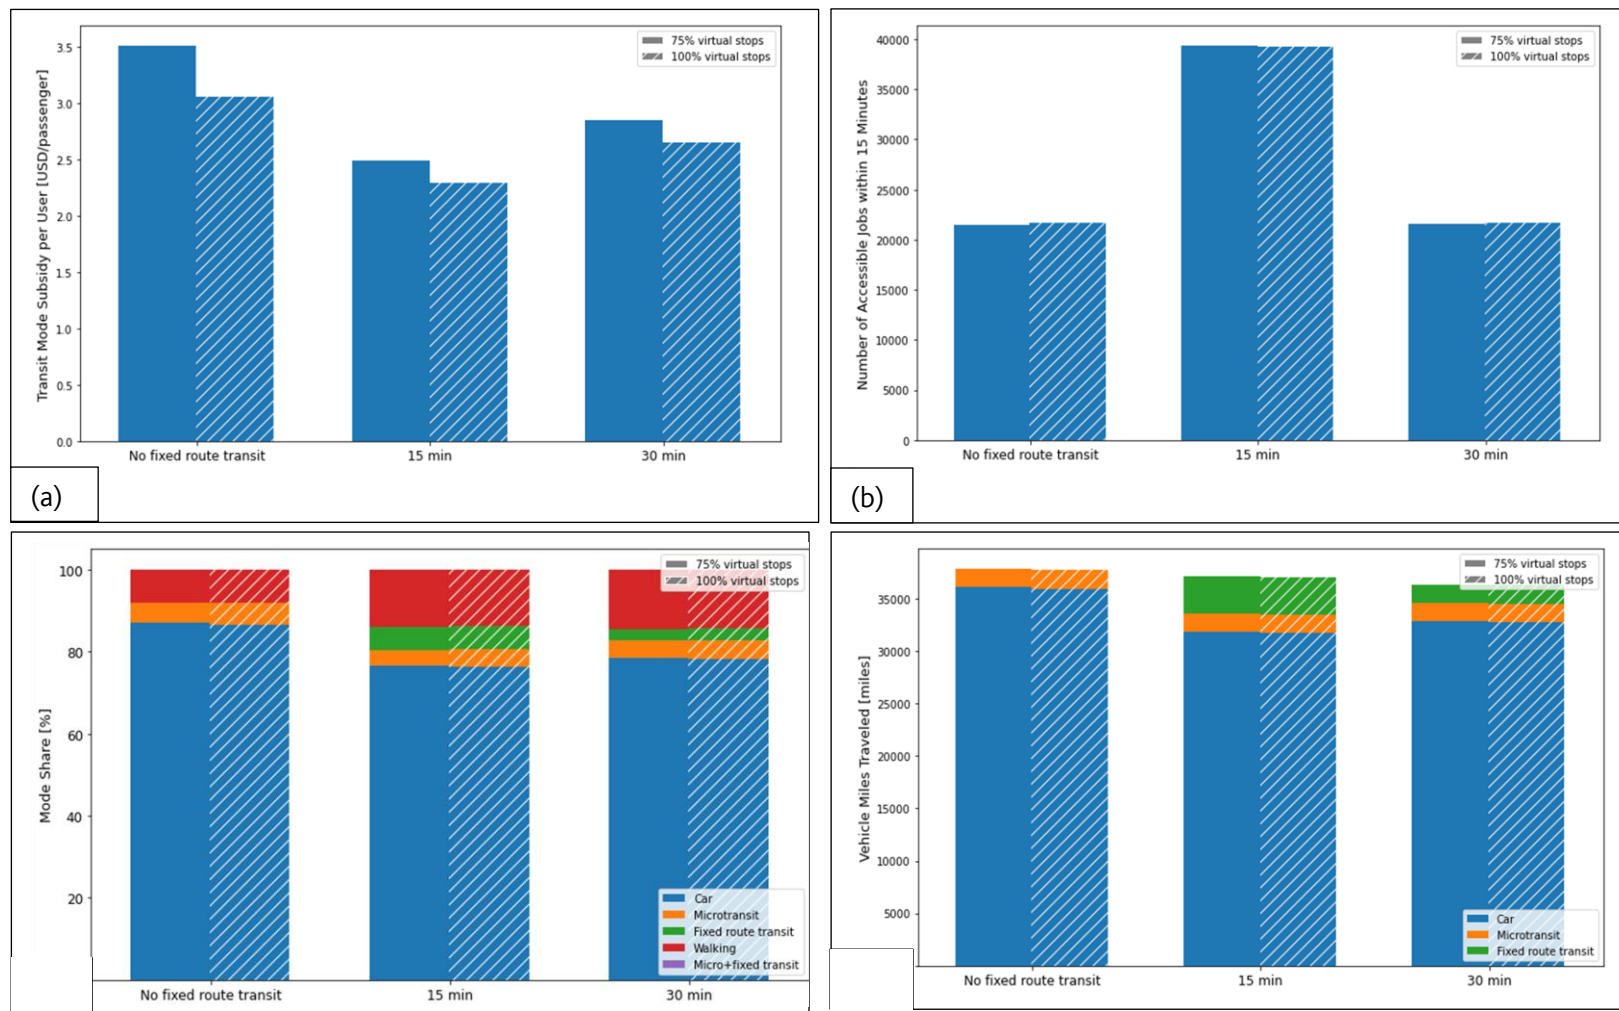 Transit Mode Subsidy per User [USD/passenger]
3.5
3.0
2.5
2.0
1.5
1.0
0.5
0.0
75% virtual stops
100% virtual stops
No fixed route transit
15 min
30 min
(a)
Number of Accessible Jobs within 15 Minutes
40000
35000
30000
25000
20000
15000
10000
5000
0
75% virtual stops
100% virtual stops
No fixed route transit
15 min
30 min
(b)
Mode Share [%]
100
80
60
40
20
75% virtual stops
100% virtual stops
Car
Microtransit
Fixed route transit
Walking
Micro+fixed transit
No fixed route transit
15 min
30 min
Vehicle Miles Traveled [miles]
35000
30000
25000
20000
15000
10000
5000
75% virtual stops
100% virtual stops
Car
Microtransit
Fixed route transit
No fixed route transit
15 min
30 min